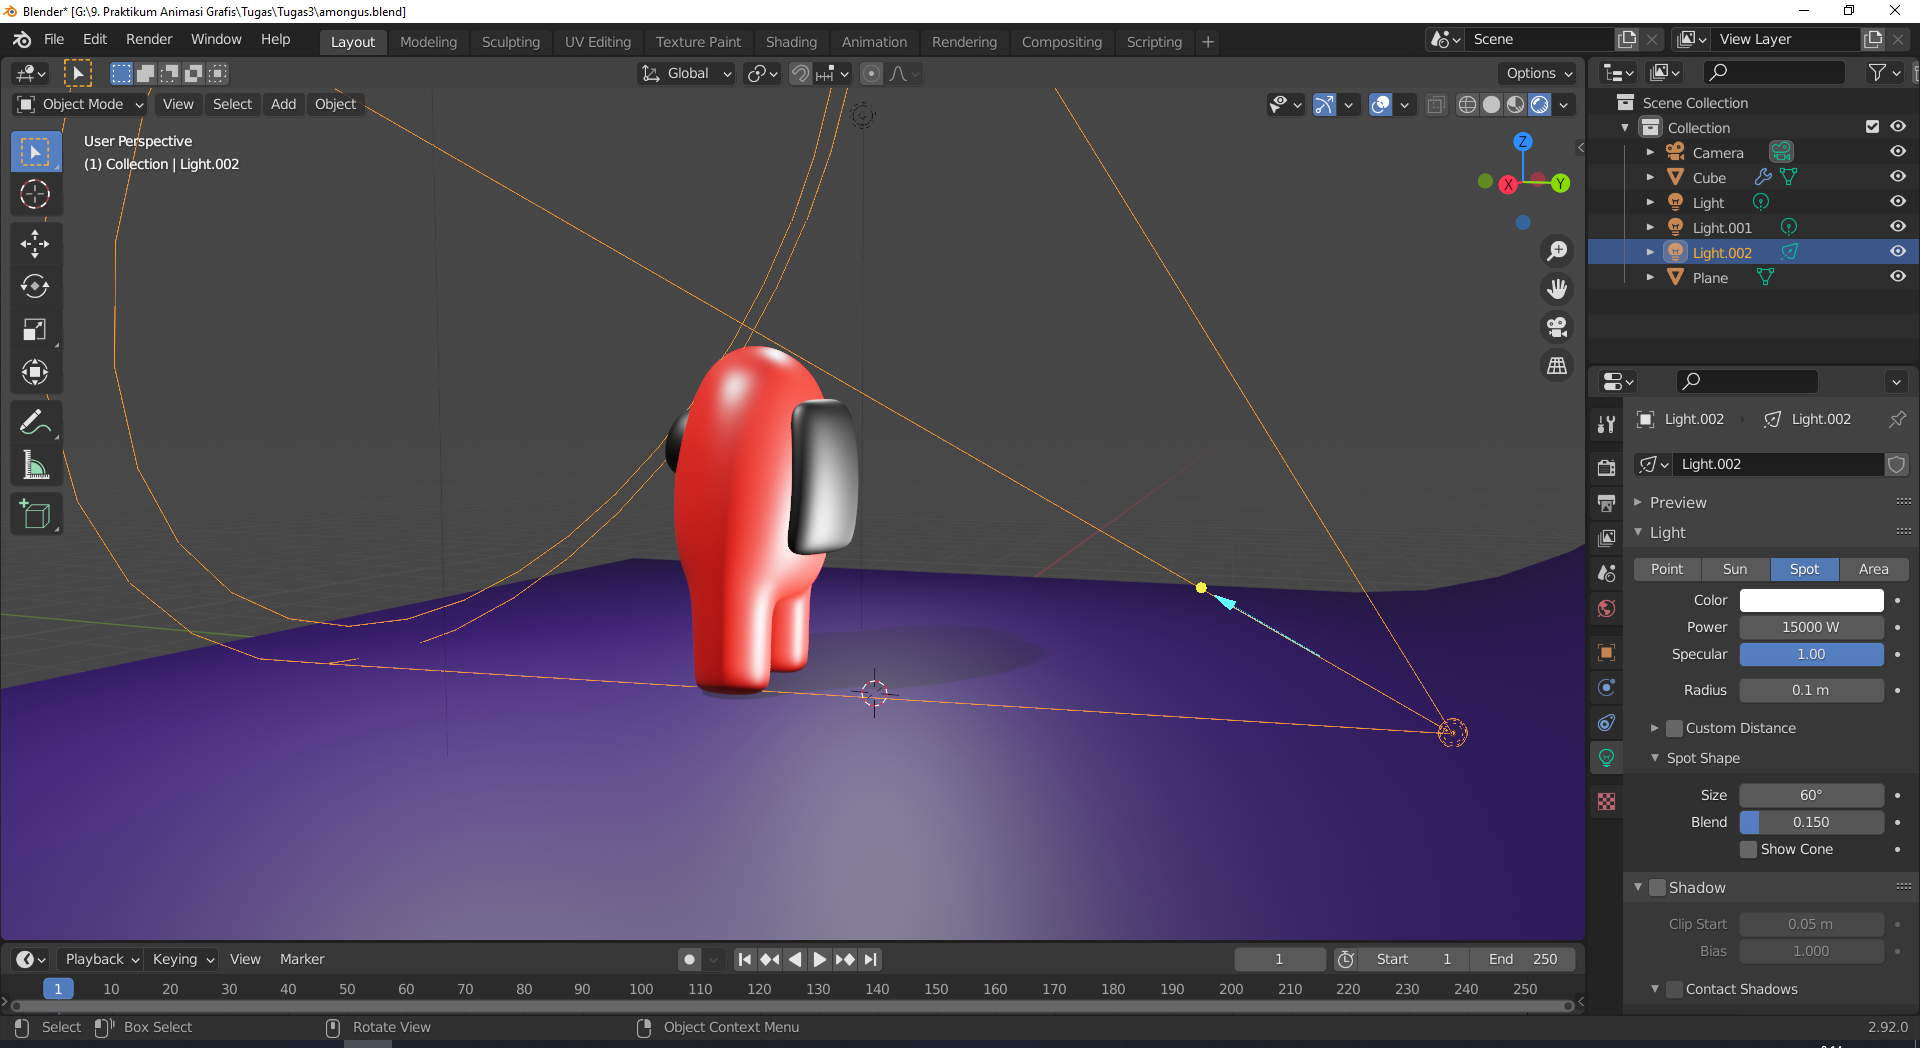 Blender* [G:\9. Praktikum Animasi Grafis\Tugas\Tugas3\amongus.blend]
File Edit Render Window Help Layout Modeling Sculpting UV Editing Texture Paint Shading Animation Rendering Compositing Scripting + Scene View Layer
Global Options
Object Mode View Select Add Object
User Perspective
(1) Collection | Light.002
Z
X
Y
Scene Collection
Collection
Camera
Cube
Light
Light.001
Light.002
Plane
Light.002 Light.002
Light.002
Preview
Light
Point Sun Spot Area
Color
Power 15000 W
Specular 1.00
Radius 0.1 m
Custom Distance
Spot Shape
Size 60°
Blend 0.150
Show Cone
Shadow
Clip Start 0.05 m
Bias 1.000
Contact Shadows
Playback Keying View Marker 1 Start 1 End 250
1 10 20 30 40 50 60 70 80 90 100 110 120 130 140 150 160 170 180 190 200 210 220 230 240 250
Select Box Select Rotate View Object Context Menu 2.92.0